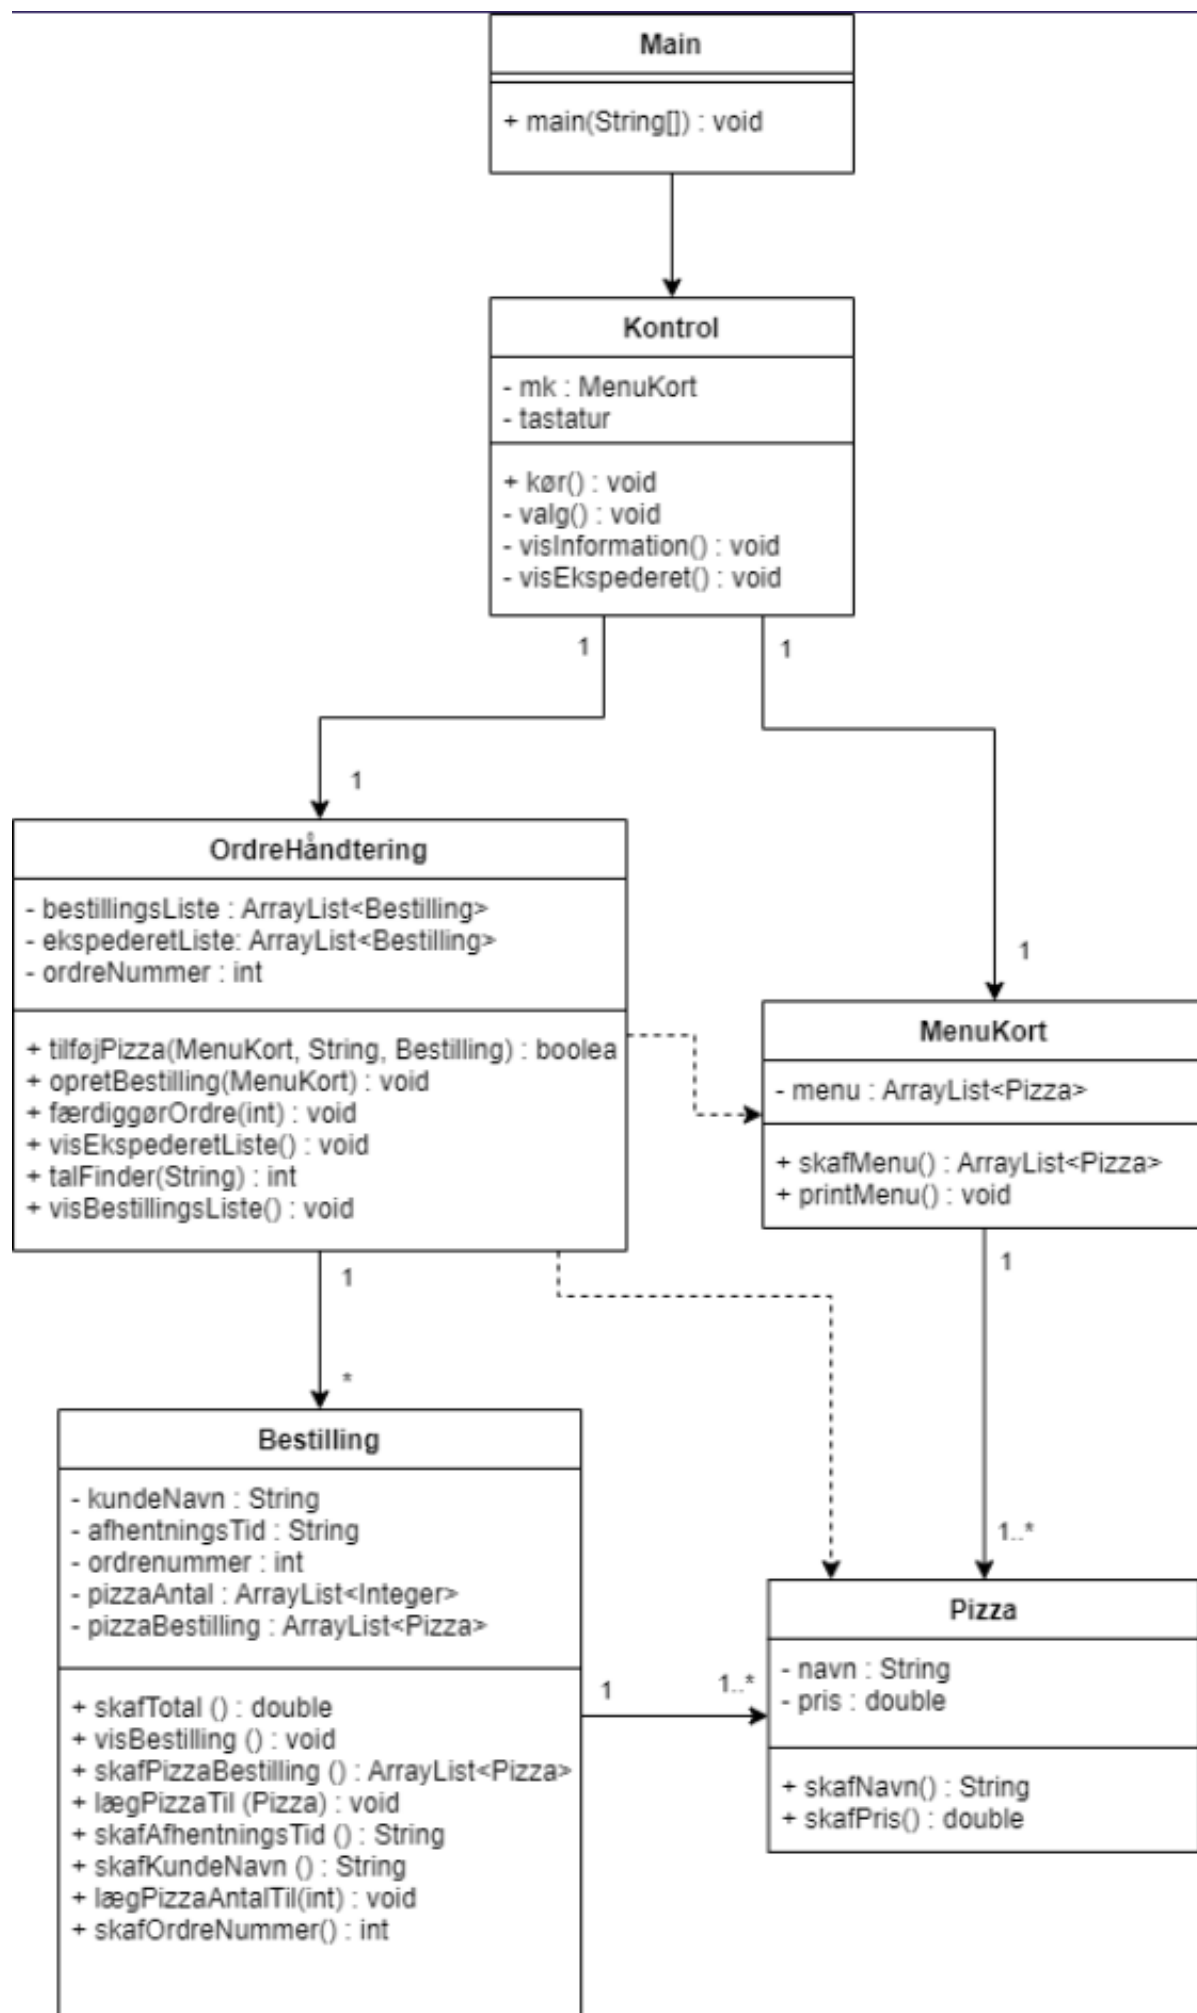 Main
+ main(String[]) : void
Kontrol
- mk : MenuKort
- tastatur
+ kør() : void
- valg() : void
- visInformation() : void
- visEkspederet() : void
1
1
1
OrdreHåndtering
- bestillingsListe : ArrayList<Bestilling>
- ekspederetListe: ArrayList<Bestilling>
- ordreNummer : int
+ tilføjPizza(MenuKort, String, Bestilling) : boolea
+ opretBestilling(MenuKort) : void
+ færdiggørOrdre(int) : void
+ visEkspederetListe() : void
+ talFinder(String) : int
+ visBestillingsListe() : void
1
MenuKort
- menu : ArrayList<Pizza>
+ skafMenu() : ArrayList<Pizza>
+ printMenu() : void
1
1
*
Bestilling
- kundeNavn : String
- afhentningsTid : String
- ordrenummer : int
- pizzaAntal : ArrayList<Integer>
- pizzaBestilling : ArrayList<Pizza>
+ skafTotal () : double
+ visBestilling () : void
+ skafPizzaBestilling () : ArrayList<Pizza>
+ lægPizzaTil (Pizza) : void
+ skafAfhentningsTid () : String
+ skafKundeNavn () : String
+ lægPizzaAntalTil(int) : void
+ skafOrdreNummer() : int
1
1..*
1..*
Pizza
- navn : String
- pris : double
+ skafNavn() : String
+ skafPris() : double